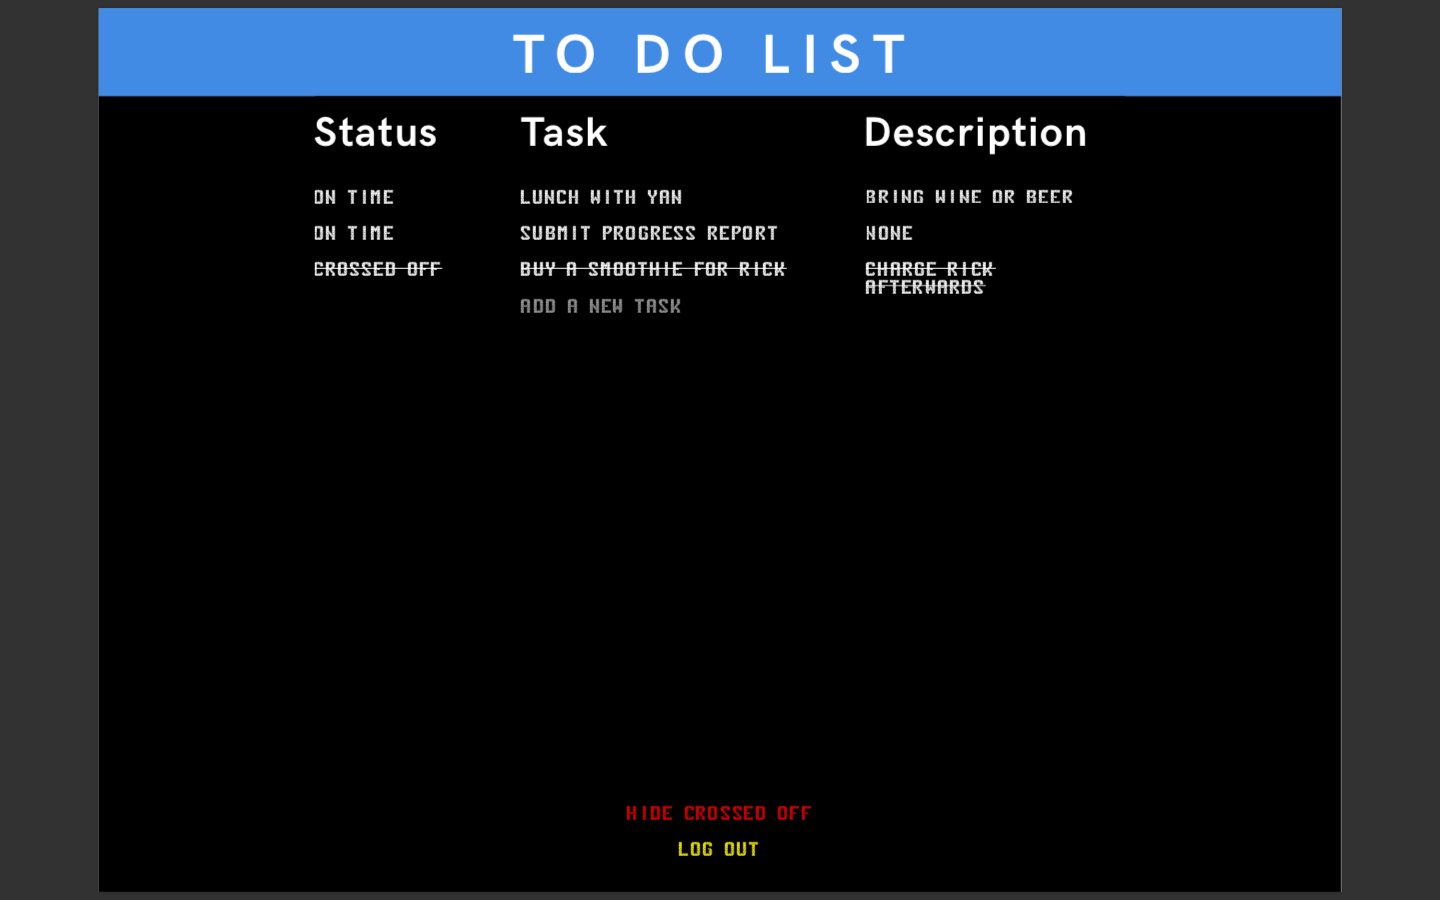 TO DO LIST
Status Task Description
ON TIME LUNCH WITH YAN BRING WINE OR BEER
ON TIME SUBMIT PROGRESS REPORT NONE
CROSSED OFF BUY A SMOOTHIE FOR RICK CHARGE RICK
AFTERWARDS
ADD A NEW TASK
HIDE CROSSED OFF
LOG OUT